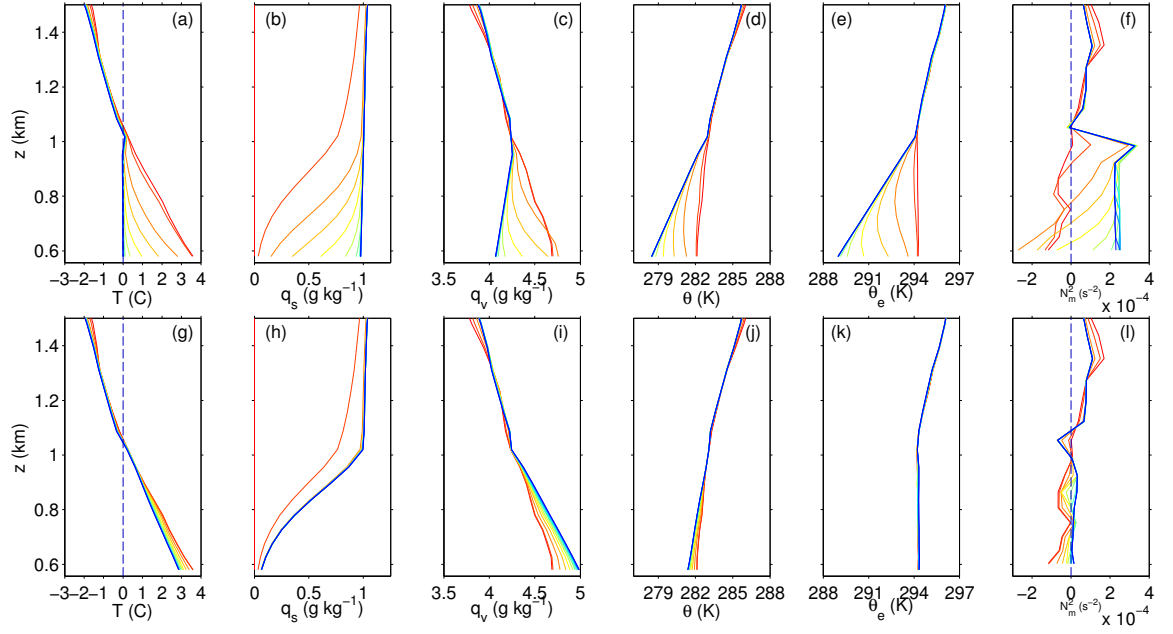 (a) (b) (c) (d) (e) (f)
1.4
1.2
1
0.8
0.6
z (km)
−3−2−1 0 1 2 3 4
T (C)
0 0.5 1
q_s (g kg⁻¹)
3.5 4 4.5 5
q_v (g kg⁻¹)
279 282 285 288
θ (K)
288 291 294 297
θ_e (K)
−2 0 2 4
N_m² (s⁻²)
x 10⁻⁴
(g) (h) (i) (j) (k) (l)
1.4
1.2
1
0.8
0.6
z (km)
−3−2−1 0 1 2 3 4
T (C)
0 0.5 1
q_s (g kg⁻¹)
3.5 4 4.5 5
q_v (g kg⁻¹)
279 282 285 288
θ (K)
288 291 294 297
θ_e (K)
−2 0 2 4
N_m² (s⁻²)
x 10⁻⁴